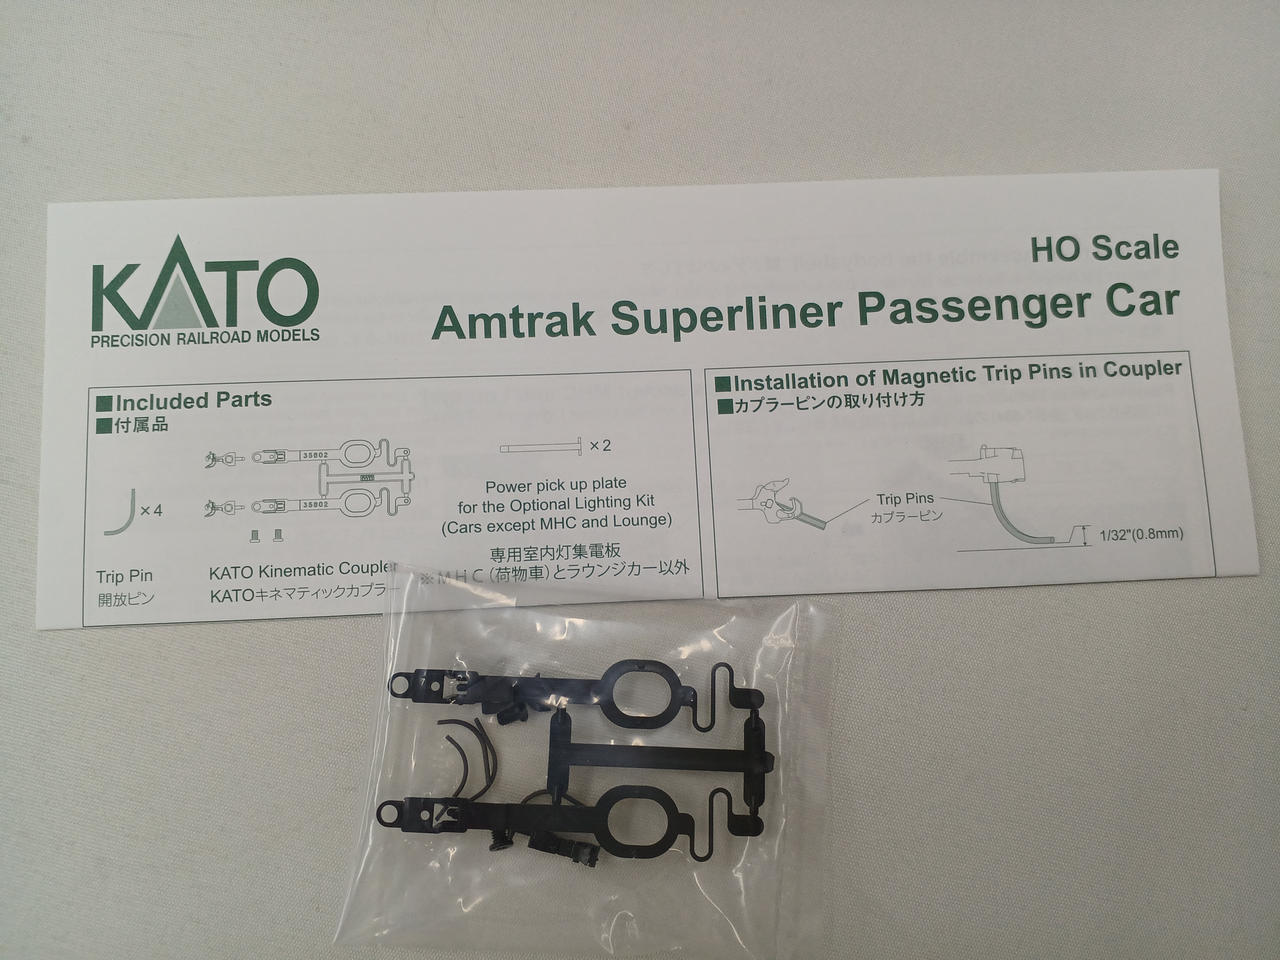 KATO
PRECISION RAILROAD MODELS
HO Scale
Amtrak Superliner Passenger Car
■Included Parts
■付属品
35802
KATO
35802
×4
Trip Pin
開放ピン
KATO Kinematic Coupler
KATOキネマティックカプラー
×2
Power pick up plate
for the Optional Lighting Kit
(Cars except MHC and Lounge)
専用室内灯集電板
※ＭＨＣ（荷物車）とラウンジカー以外
■Installation of Magnetic Trip Pins in Coupler
■カプラーピンの取り付け方
Trip Pins
カプラーピン
1/32"(0.8mm)